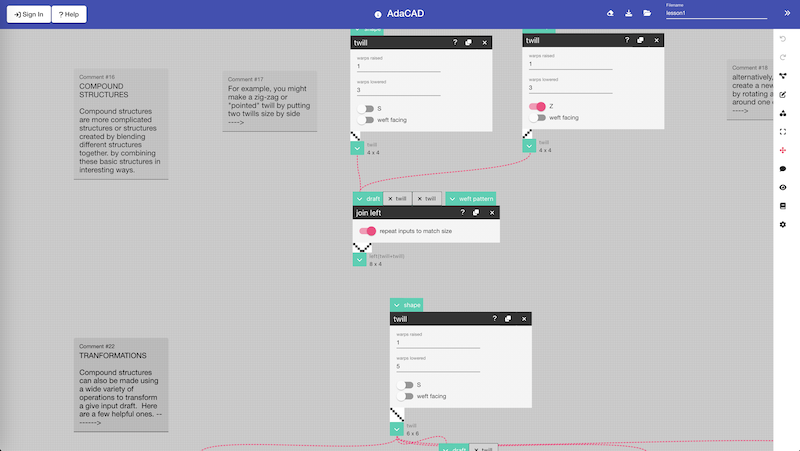 Sign In
? Help
AdaCAD
Filename
lesson1
Comment #16
COMPOUND
STRUCTURES
Compound structures
are more complicated
structures or structures
created by blending
different structures
together. by combining
these basic structures in
interesting ways.
Comment #17
For example, you might
make a zig-zag or
"pointed" twill by putting
two twills size by side
---->
shape
twill
?
warps raised
1
warps lowered
3
S
weft facing
twill
4 x 4
twill
?
warps raised
1
warps lowered
3
Z
weft facing
twill
4 x 4
Comment #19
alternatively,
create a new
by rotating a
around one
---->
draft
twill
twill
weft pattern
join left
?
repeat inputs to match size
left(twill+twill)
8 x 4
Comment #22
TRANFORMATIONS
Compound structures
can also be made using
a wide variety of
operations to transform
a give input draft. Here
are a few helpful ones. --
------>
shape
twill
?
warps raised
1
warps lowered
5
S
weft facing
twill
6 x 6
draft
twill